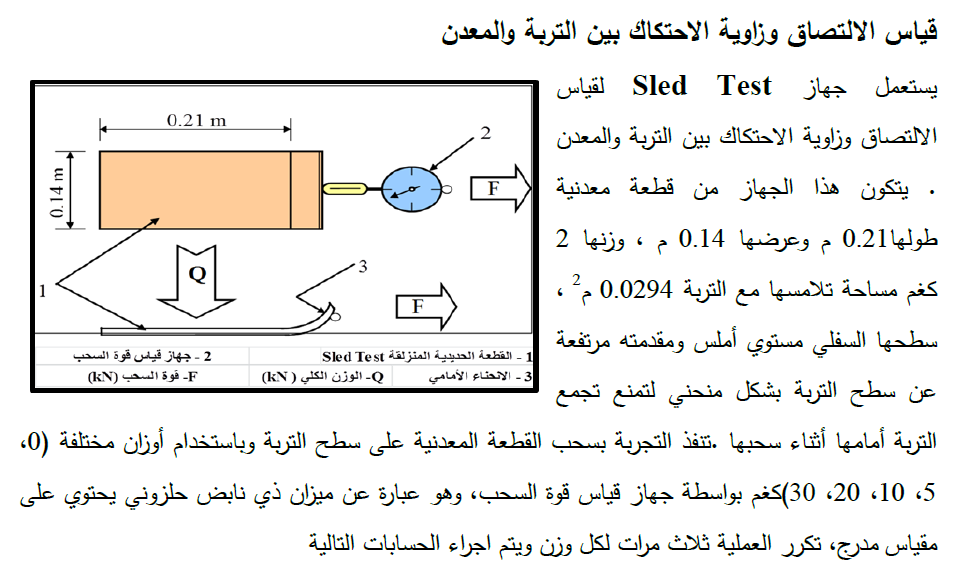 قياس الالتصاق وزاوية الاحتكاك بين التربة والمعدن
يستعمل جهاز Sled Test لقياس
الالتصاق وزاوية الاحتكاك بين التربة والمعدن
. يتكون هذا الجهاز من قطعة معدنية
طولها0.21 م وعرضها 0.14 م ، وزنها 2
كغم مساحة تلامسها مع التربة 0.0294 م2 ،
سطحها السفلي مستوي أملس ومقدمته مرتفعة
عن سطح التربة بشكل منحني لتمنع تجمع
0.21 m
2
0.14 m
F
Q
3
1
F
1 - القطعة الحديدية المنزلقة Sled Test
2 - جهاز قياس قوة السحب
3 - الانحناء الأمامي
Q- الوزن الكلي ( kN)
F- قوة السحب (kN)
التربة أمامها أثناء سحبها .تنفذ التجربة بسحب القطعة المعدنية على سطح التربة وباستخدام أوزان مختلفة (0،
5، 10، 20، 30)كغم بواسطة جهاز قياس قوة السحب، وهو عبارة عن ميزان ذي نابض حلزوني يحتوي على
مقياس مدرج، تكرر العملية ثلاث مرات لكل وزن ويتم اجراء الحسابات التالية